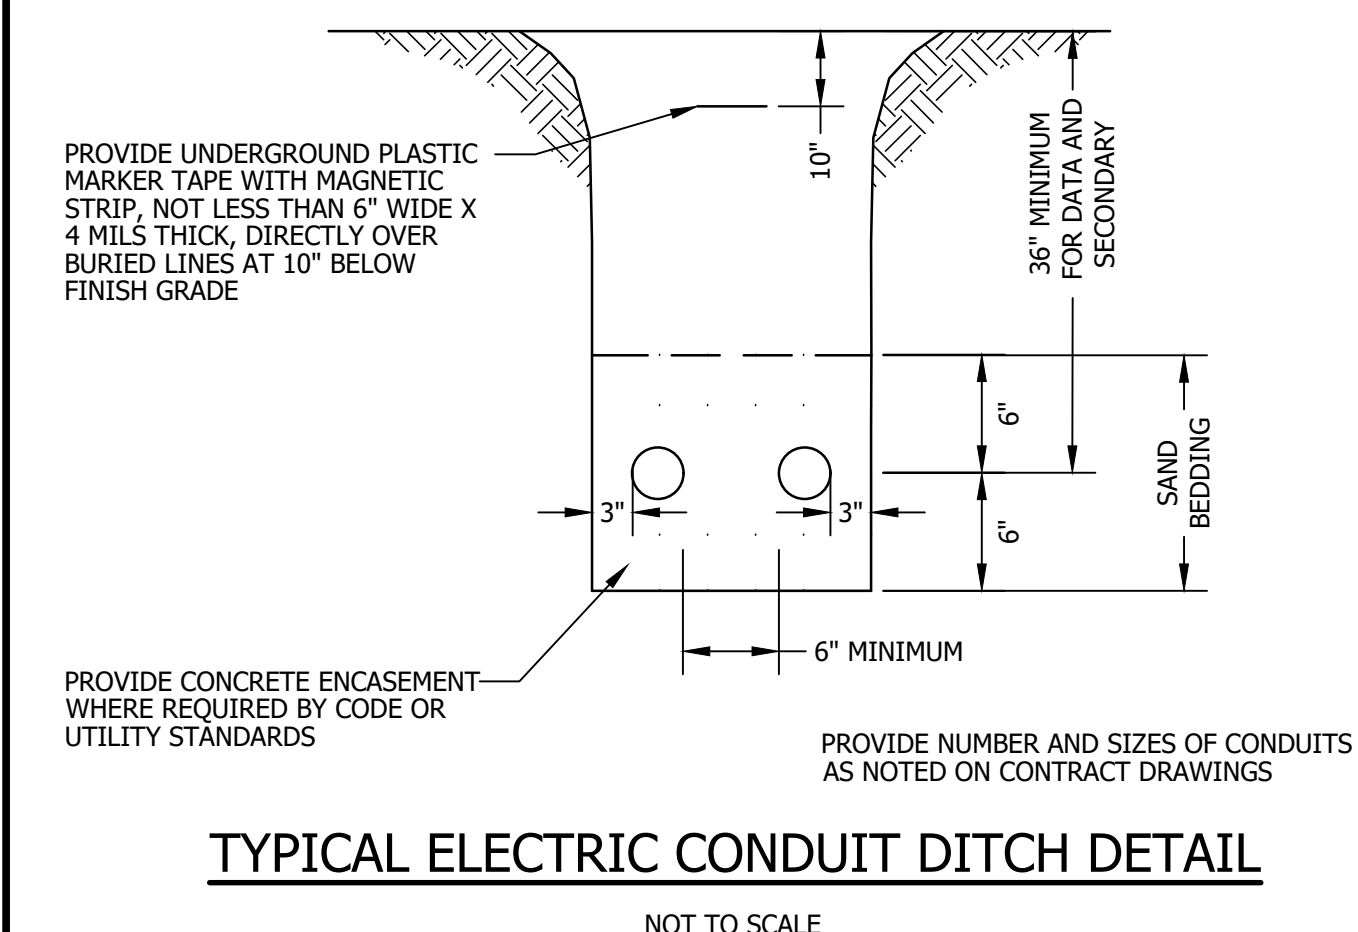 PROVIDE UNDERGROUND PLASTIC
MARKER TAPE WITH MAGNETIC
STRIP, NOT LESS THAN 6" WIDE X
4 MILS THICK, DIRECTLY OVER
BURIED LINES AT 10" BELOW
FINISH GRADE
10"
36" MINIMUM
FOR DATA AND
SECONDARY
6"
SAND
BEDDING
3"
3"
6"
6" MINIMUM
PROVIDE CONCRETE ENCASEMENT
WHERE REQUIRED BY CODE OR
UTILITY STANDARDS
PROVIDE NUMBER AND SIZES OF CONDUITS
AS NOTED ON CONTRACT DRAWINGS
TYPICAL ELECTRIC CONDUIT DITCH DETAIL
NOT TO SCALE